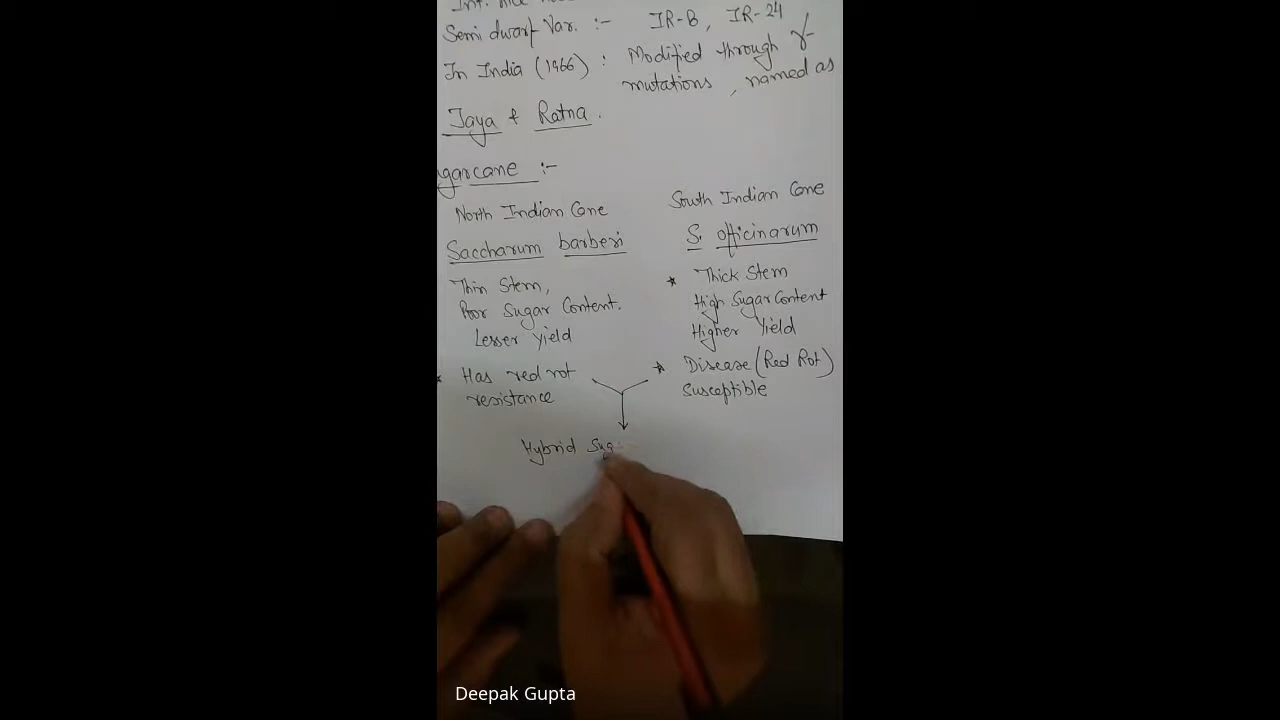 Semi dwarf Var. :- IR-8, IR-24
In India (1966) : Modified through γ-
mutations, named as
Jaya & Ratna.
garcane :-
North Indian Cane
Saccharum barberi
Thin Stem,
Poor Sugar Content.
Lesser Yield
* Has red rot
resistance
South Indian Cane
S. officinarum
* Thick Stem
High Sugar Content
Higher Yield
* Disease (Red Rot)
Susceptible
Hybrid Sug
Deepak Gupta